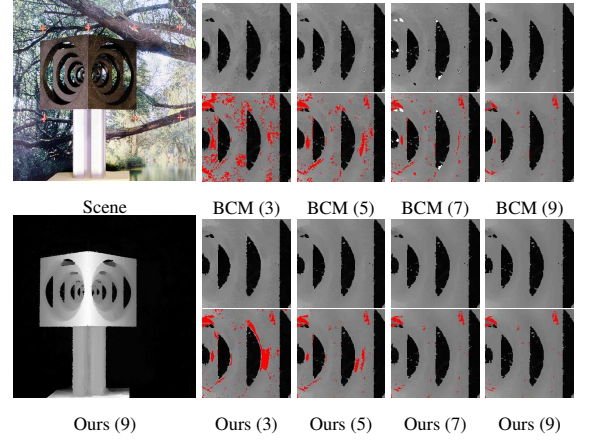 Scene BCM (3) BCM (5) BCM (7) BCM (9)
Ours (9) Ours (3) Ours (5) Ours (7) Ours (9)